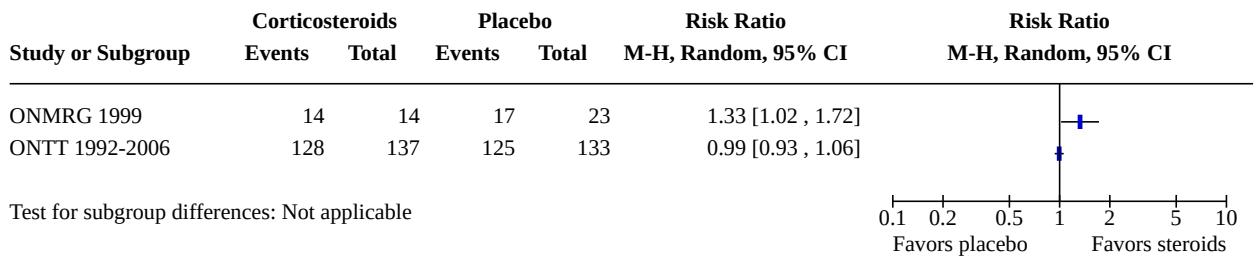 Corticosteroids Placebo Risk Ratio Risk Ratio
Study or Subgroup Events Total Events Total M-H, Random, 95% CI M-H, Random, 95% CI
ONMRG 1999 14 14 17 23 1.33 [1.02 , 1.72]
ONTT 1992-2006 128 137 125 133 0.99 [0.93 , 1.06]
Test for subgroup differences: Not applicable
0.1 0.2 0.5 1 2 5 10
Favors placebo Favors steroids